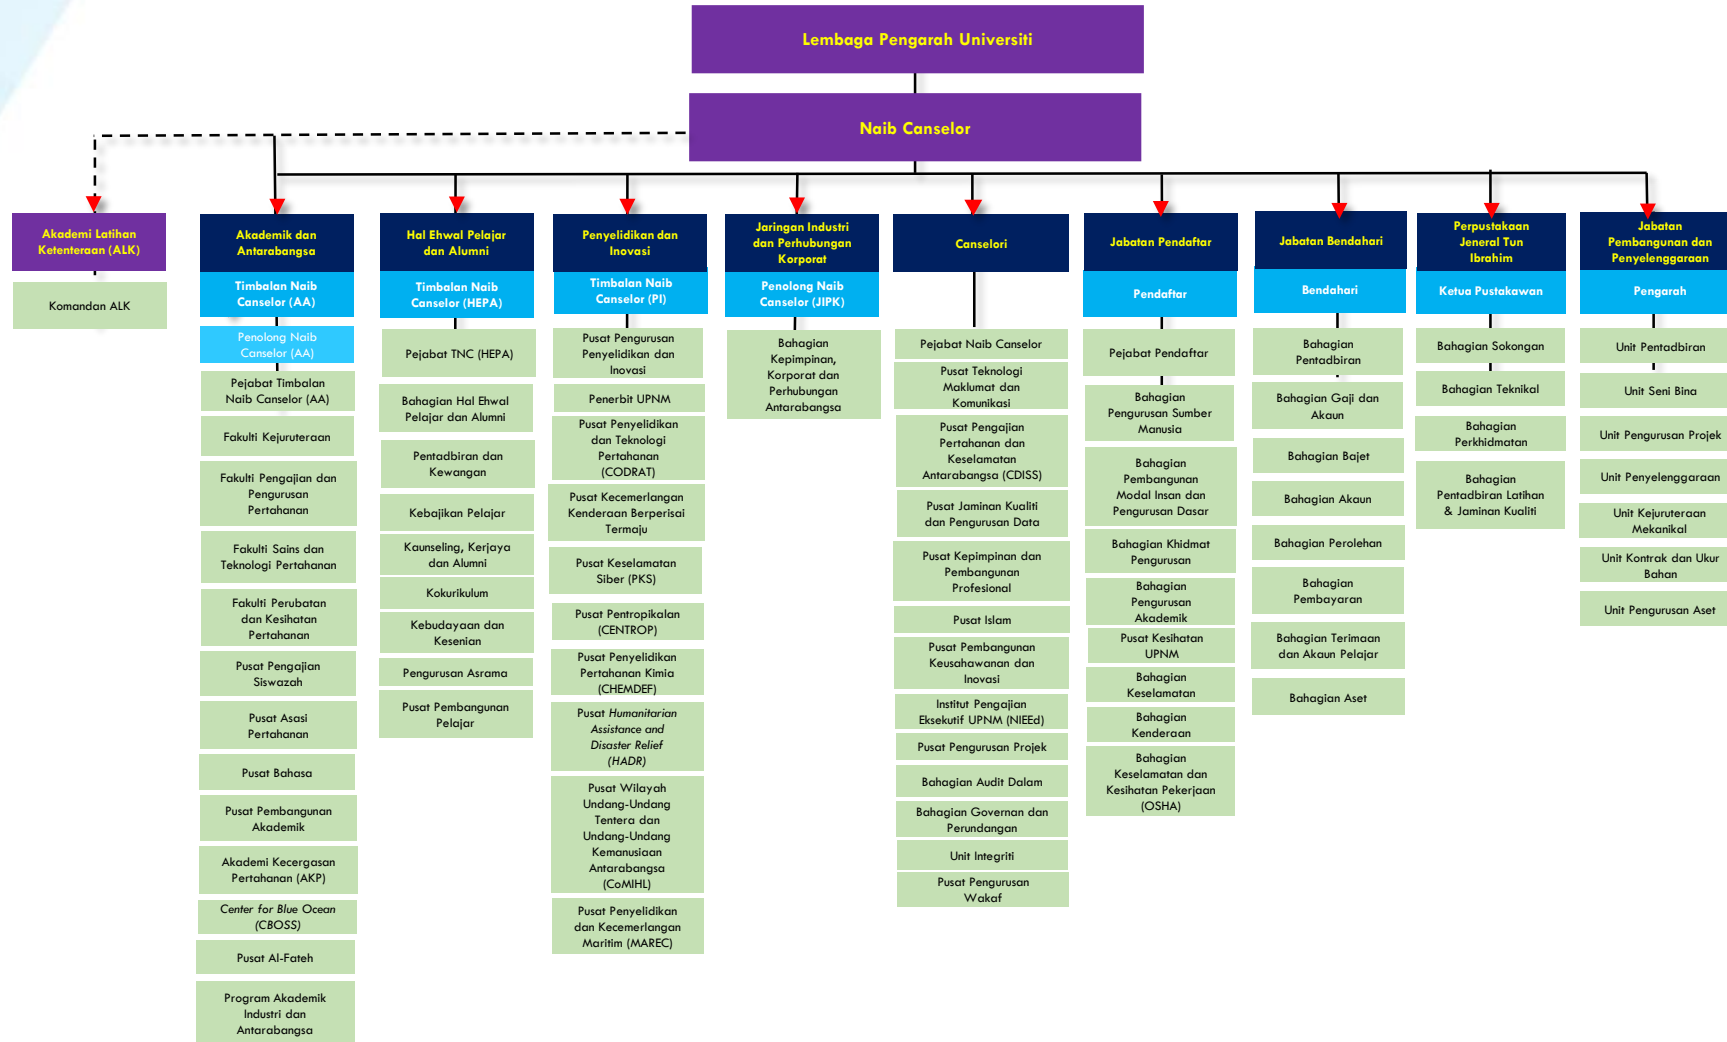 Lembaga Pengarah Universiti
Naib Canselor
Akademi Latihan
Ketenteraan (ALK)
Komandan ALK
Akademik dan
Antarabangsa
Timbalan Naib
Canselor (AA)
Penolong Naib
Canselor (AA)
Pejabat Timbalan
Naib Canselor (AA)
Fakulti Kejuruteraan
Fakulti Pengajian dan
Pengurusan
Pertahanan
Fakulti Sains dan
Teknologi Pertahanan
Fakulti Perubatan
dan Kesihatan
Pertahanan
Pusat Pengajian
Siswazah
Pusat Asasi
Pertahanan
Pusat Bahasa
Pusat Pembangunan
Akademik
Akademi Kecergasan
Pertahanan (AKP)
Center for Blue Ocean
(CBOSS)
Pusat Al-Fateh
Program Akademik
Industri dan
Antarabangsa
Hal Ehwal Pelajar
dan Alumni
Timbalan Naib
Canselor (HEPA)
Pejabat TNC (HEPA)
Bahagian Hal Ehwal
Pelajar dan Alumni
Pentadbiran dan
Kewangan
Kebajikan Pelajar
Kaunseling, Kerjaya
dan Alumni
Kokurikulum
Kebudayaan dan
Kesenian
Pengurusan Asrama
Pusat Pembangunan
Pelajar
Penyelidikan dan
Inovasi
Timbalan Naib
Canselor (PI)
Pusat Pengurusan
Penyelidikan dan
Inovasi
Penerbit UPNM
Pusat Penyelidikan
dan Teknologi
Pertahanan
(CODRAT)
Pusat Kecemerlangan
Kenderaan Berperisai
Termaju
Pusat Keselamatan
Siber (PKS)
Pusat Pentropikalan
(CENTROP)
Pusat Penyelidikan
Pertahanan Kimia
(CHEMDEF)
Pusat Humanitarian
Assistance and
Disaster Relief
(HADR)
Pusat Wilayah
Undang-Undang
Tentera dan
Undang-Undang
Kemanusiaan
Antarabangsa
(CoMIHL)
Pusat Penyelidikan
dan Kecemerlangan
Maritim (MAREC)
Jaringan Industri
dan Perhubungan
Korporat
Penolong Naib
Canselor (JIPK)
Bahagian
Kepimpinan,
Korporat dan
Perhubungan
Antarabangsa
Canselori
Pejabat Naib Canselor
Pusat Teknologi
Maklumat dan
Komunikasi
Pusat Pengajian
Pertahanan dan
Keselamatan
Antarabangsa (CDISS)
Pusat Jaminan Kualiti
dan Pengurusan Data
Pusat Kepimpinan dan
Pembangunan
Profesional
Pusat Islam
Pusat Pembangunan
Keusahawanan dan
Inovasi
Institut Pengajian
Eksekutif UPNM (NIEEd)
Pusat Pengurusan Projek
Bahagian Audit Dalam
Bahagian Governan dan
Perundangan
Unit Integriti
Pusat Pengurusan
Wakaf
Jabatan Pendaftar
Pendaftar
Pejabat Pendaftar
Bahagian
Pengurusan Sumber
Manusia
Bahagian
Pembangunan
Modal Insan dan
Pengurusan Dasar
Bahagian Khidmat
Pengurusan
Bahagian
Pengurusan
Akademik
Pusat Kesihatan
UPNM
Bahagian
Keselamatan
Bahagian
Kenderaan
Bahagian
Keselamatan dan
Kesihatan Pekerjaan
(OSHA)
Jabatan Bendahari
Bendahari
Bahagian
Pentadbiran
Bahagian Gaji dan
Akaun
Bahagian Bajet
Bahagian Akaun
Bahagian Perolehan
Bahagian
Pembayaran
Bahagian Terimaan
dan Akaun Pelajar
Bahagian Aset
Perpustakaan
Jeneral Tun
Ibrahim
Ketua Pustakawan
Bahagian Sokongan
Bahagian Teknikal
Bahagian
Perkhidmatan
Bahagian
Pentadbiran Latihan
& Jaminan Kualiti
Jabatan
Pembangunan dan
Penyelenggaraan
Pengarah
Unit Pentadbiran
Unit Seni Bina
Unit Pengurusan Projek
Unit Penyelenggaraan
Unit Kejuruteraan
Mekanikal
Unit Kontrak dan Ukur
Bahan
Unit Pengurusan Aset